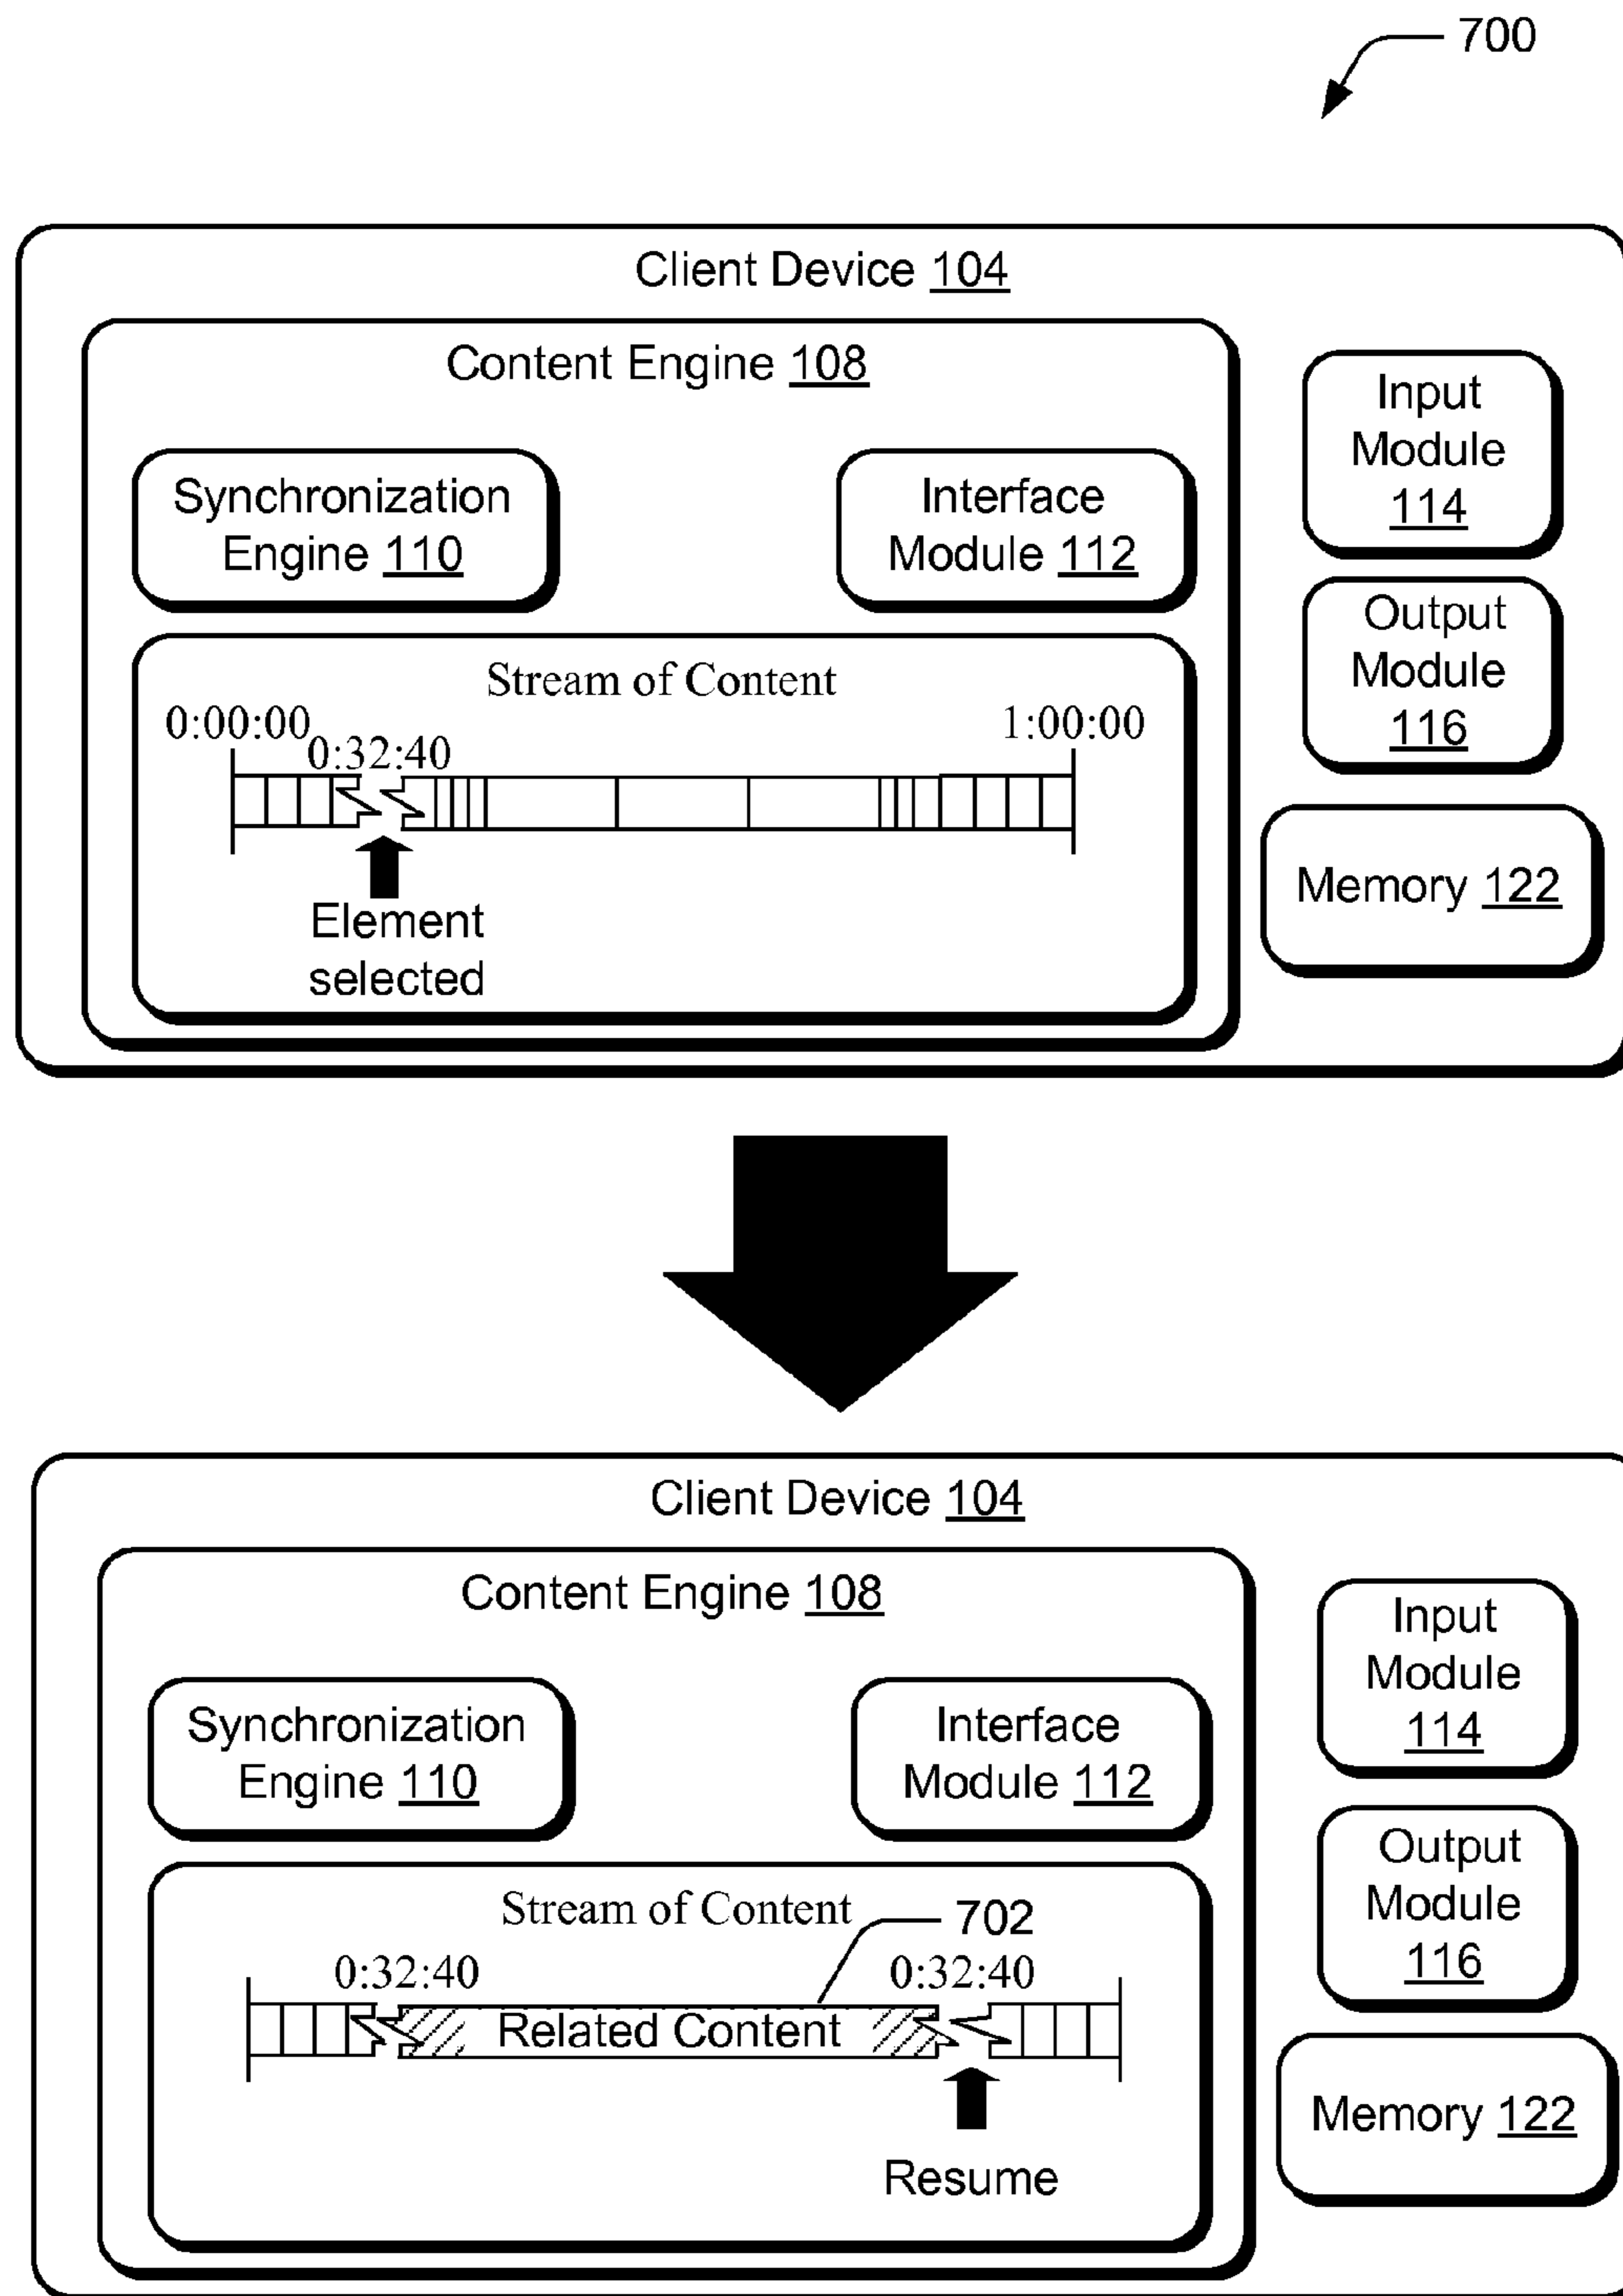 700
Client Device 104
Content Engine 108
Synchronization
Engine 110
Interface
Module 112
Input
Module
114
Output
Module
116
Memory 122
Stream of Content
0:00:00
0:32:40
1:00:00
Element
selected
Client Device 104
Content Engine 108
Synchronization
Engine 110
Interface
Module 112
Input
Module
114
Output
Module
116
Memory 122
Stream of Content
702
0:32:40
0:32:40
Related Content
Resume